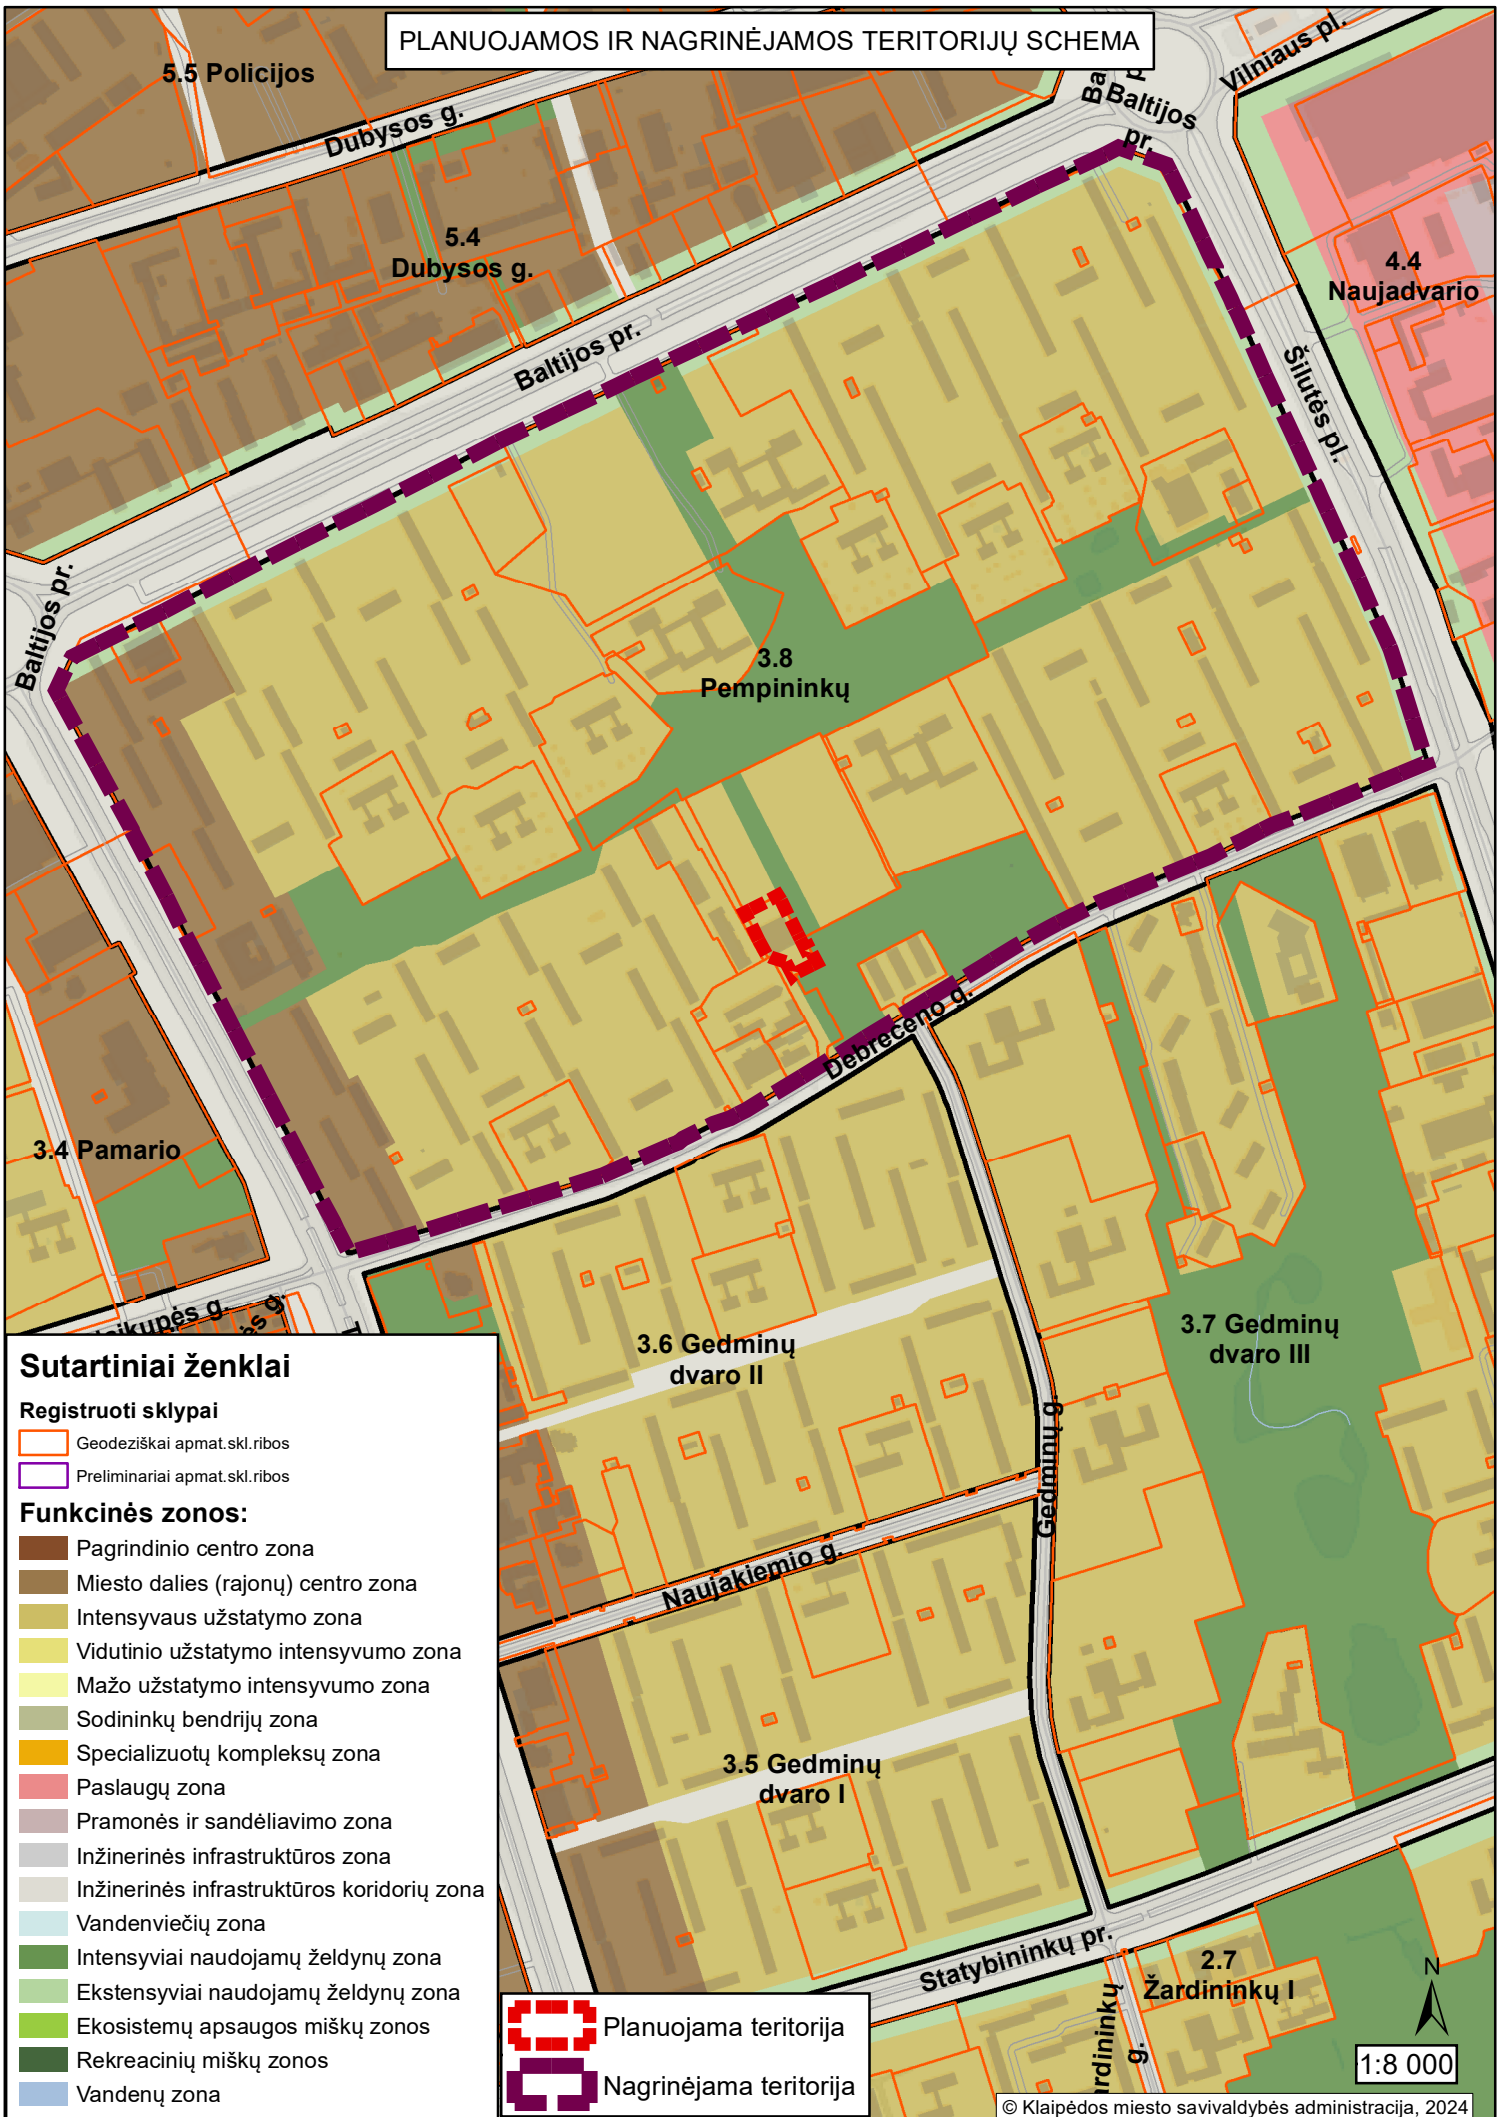 PLANUOJAMOS IR NAGRINĖJAMOS TERITORIJŲ SCHEMA
5.5 Policijos
Dubysos g.
Vilniaus pl.
Baltijos
pr.
5.4
Dubysos g.
4.4
Naujadvario
Baltijos pr.
Šilutės pl.
Baltijos pr.
3.8
Pempininkų
Debreceno g.
3.4 Pamario
3.6 Gedminų
dvaro II
3.7 Gedminų
dvaro III
Gedminų g.
Naujakiemio g.
3.5 Gedminų
dvaro I
Statybininkų pr.
2.7
Žardininkų I
g.
N
1:8 000
Sutartiniai ženklai
Registruoti sklypai
Geodeziškai apmat.skl.ribos
Preliminariai apmat.skl.ribos
Funkcinės zonos:
Pagrindinio centro zona
Miesto dalies (rajonų) centro zona
Intensyvaus užstatymo zona
Vidutinio užstatymo intensyvumo zona
Mažo užstatymo intensyvumo zona
Sodininkų bendrijų zona
Specializuotų kompleksų zona
Paslaugų zona
Pramonės ir sandėliavimo zona
Inžinerinės infrastruktūros zona
Inžinerinės infrastruktūros koridorių zona
Vandenviečių zona
Intensyviai naudojamų želdynų zona
Ekstensyviai naudojamų želdynų zona
Ekosistemų apsaugos miškų zonos
Rekreacinių miškų zonos
Vandenų zona
Planuojama teritorija
Nagrinėjama teritorija
© Klaipėdos miesto savivaldybės administracija, 2024